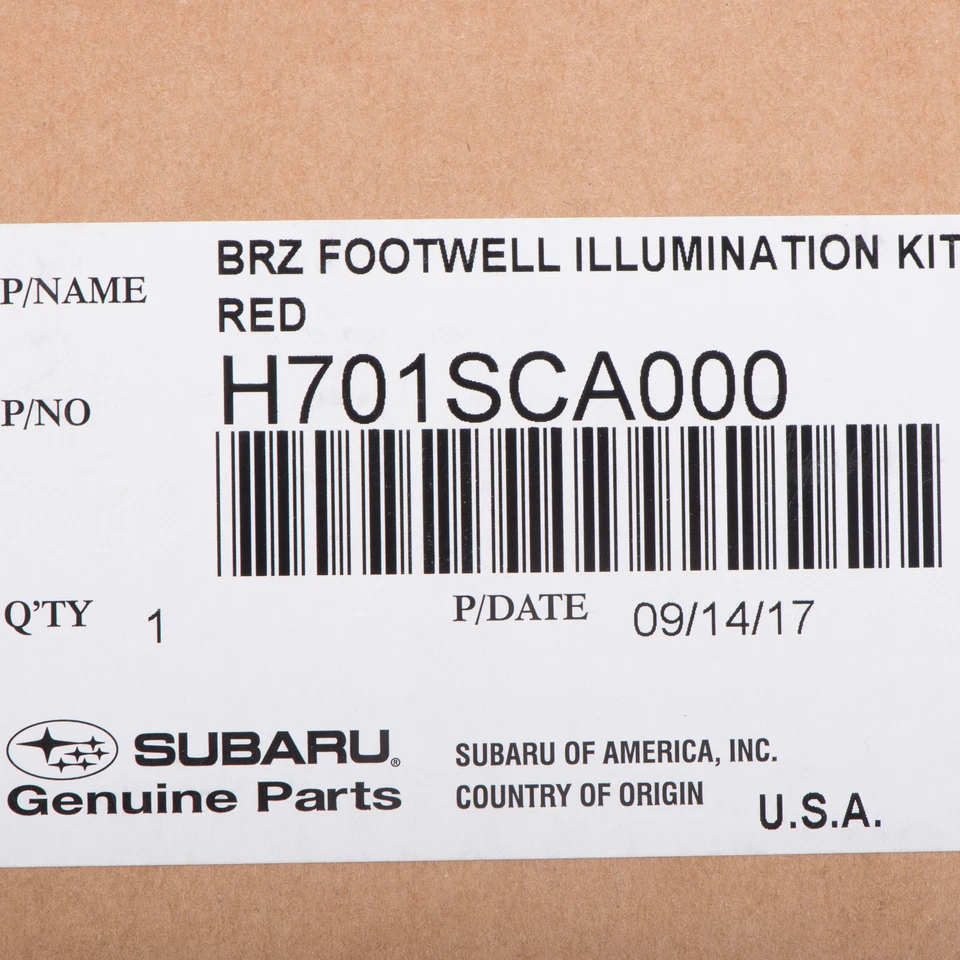 P/NAME BRZ FOOTWELL ILLUMINATION KIT
RED
P/NO H701SCA000
Q'TY 1 P/DATE 09/14/17
SUBARU®
Genuine Parts
SUBARU OF AMERICA, INC.
COUNTRY OF ORIGIN U.S.A.